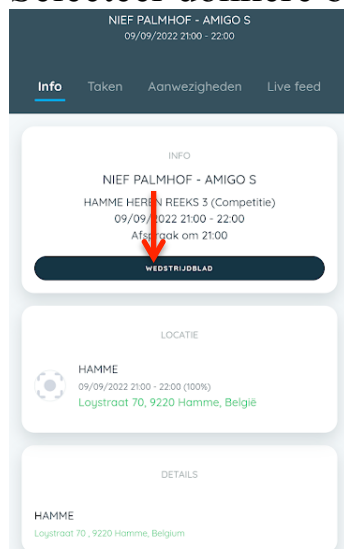 NIEF PALMHOF - AMIGO S
09/09/2022 21:00 - 22:00
Info Taken Aanwezigheden Live feed
INFO
NIEF PALMHOF - AMIGO S
HAMME HEREN REEKS 3 (Competitie)
09/09/2022 21:00 - 22:00
Afspraak om 21:00
WEDSTRIJDBLAD
LOCATIE
HAMME
09/09/2022 21:00 - 22:00 (100%)
Loystraat 70, 9220 Hamme, België
DETAILS
HAMME
Loystraat 70 , 9220 Hamme, Belgium